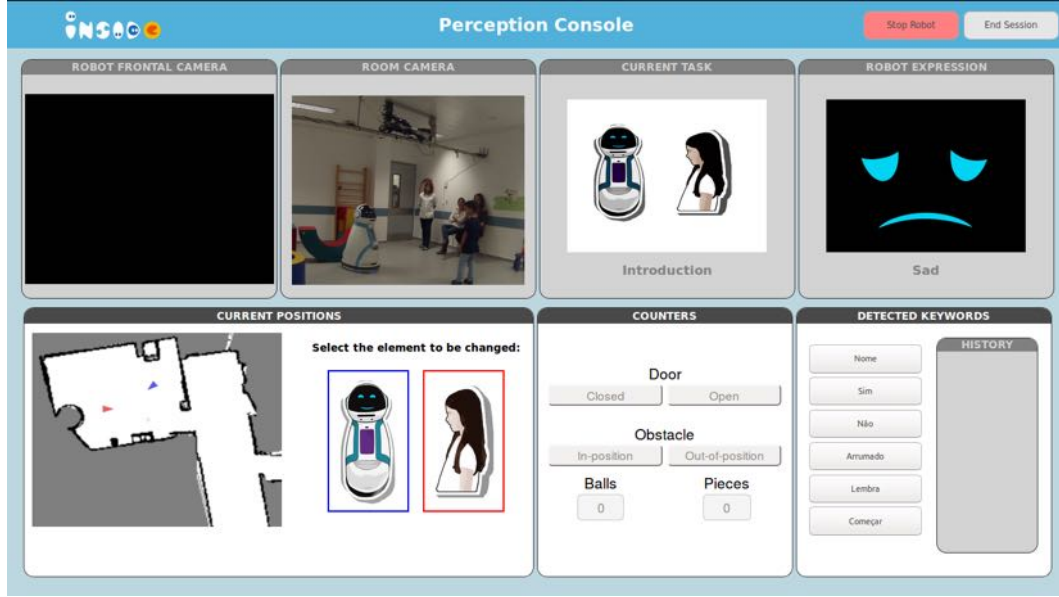 INSIDE
Perception Console
Stop Robot
End Session
ROBOT FRONTAL CAMERA
ROOM CAMERA
CURRENT TASK
ROBOT EXPRESSION
Introduction
Sad
CURRENT POSITIONS
Select the element to be changed:
COUNTERS
Door
Closed
Open
Obstacle
In-position
Out-of-position
Balls
Pieces
0
0
DETECTED KEYWORDS
Nome
Sim
Não
Arrumado
Lembra
Começar
HISTORY